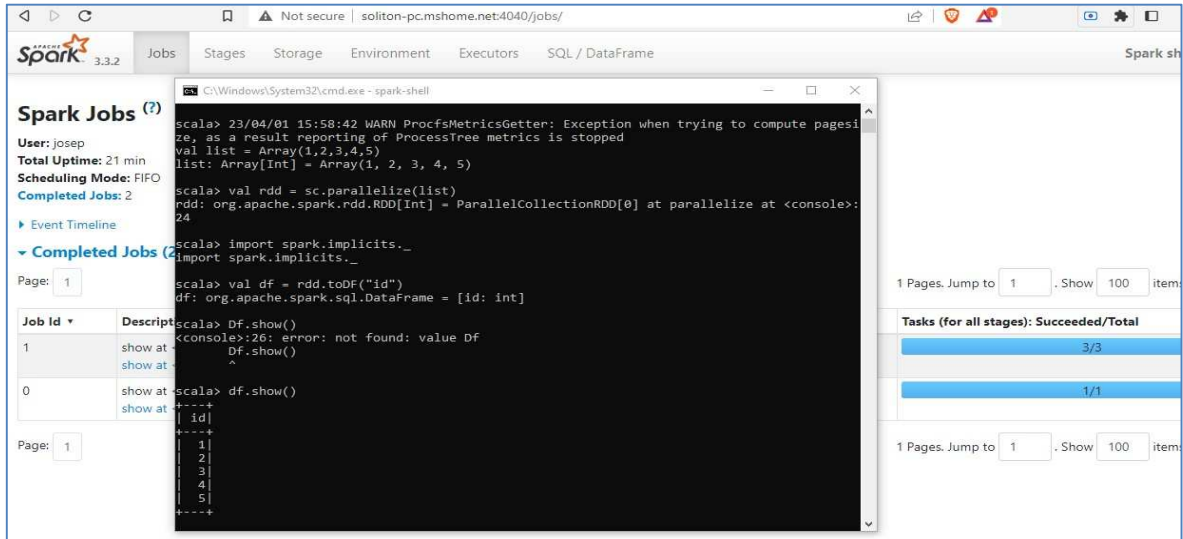 Not secure | soliton-pc.mshome.net:4040/jobs/
APACHE Spark 3.3.2 Jobs Stages Storage Environment Executors SQL / DataFrame Spark sh
Spark Jobs (?)
User: josep
Total Uptime: 21 min
Scheduling Mode: FIFO
Completed Jobs: 2
Event Timeline
Completed Jobs (2
Page: 1
1 Pages. Jump to 1 . Show 100 items
Job Id Descript Tasks (for all stages): Succeeded/Total
1 show at 3/3
show at
0 show at 1/1
show at
Page: 1
1 Pages. Jump to 1 . Show 100 items
C:\Windows\System32\cmd.exe - spark-shell
scala> 23/04/01 15:58:42 WARN ProcfsMetricsGetter: Exception when trying to compute pagesi
ze, as a result reporting of ProcessTree metrics is stopped
val list = Array(1,2,3,4,5)
list: Array[Int] = Array(1, 2, 3, 4, 5)
scala> val rdd = sc.parallelize(list)
rdd: org.apache.spark.rdd.RDD[Int] = ParallelCollectionRDD[0] at parallelize at <console>:
24
scala> import spark.implicits._
import spark.implicits._
scala> val df = rdd.toDF("id")
df: org.apache.spark.sql.DataFrame = [id: int]
scala> Df.show()
<console>:26: error: not found: value Df
Df.show()
^
scala> df.show()
+---+
| id|
+---+
| 1|
| 2|
| 3|
| 4|
| 5|
+---+